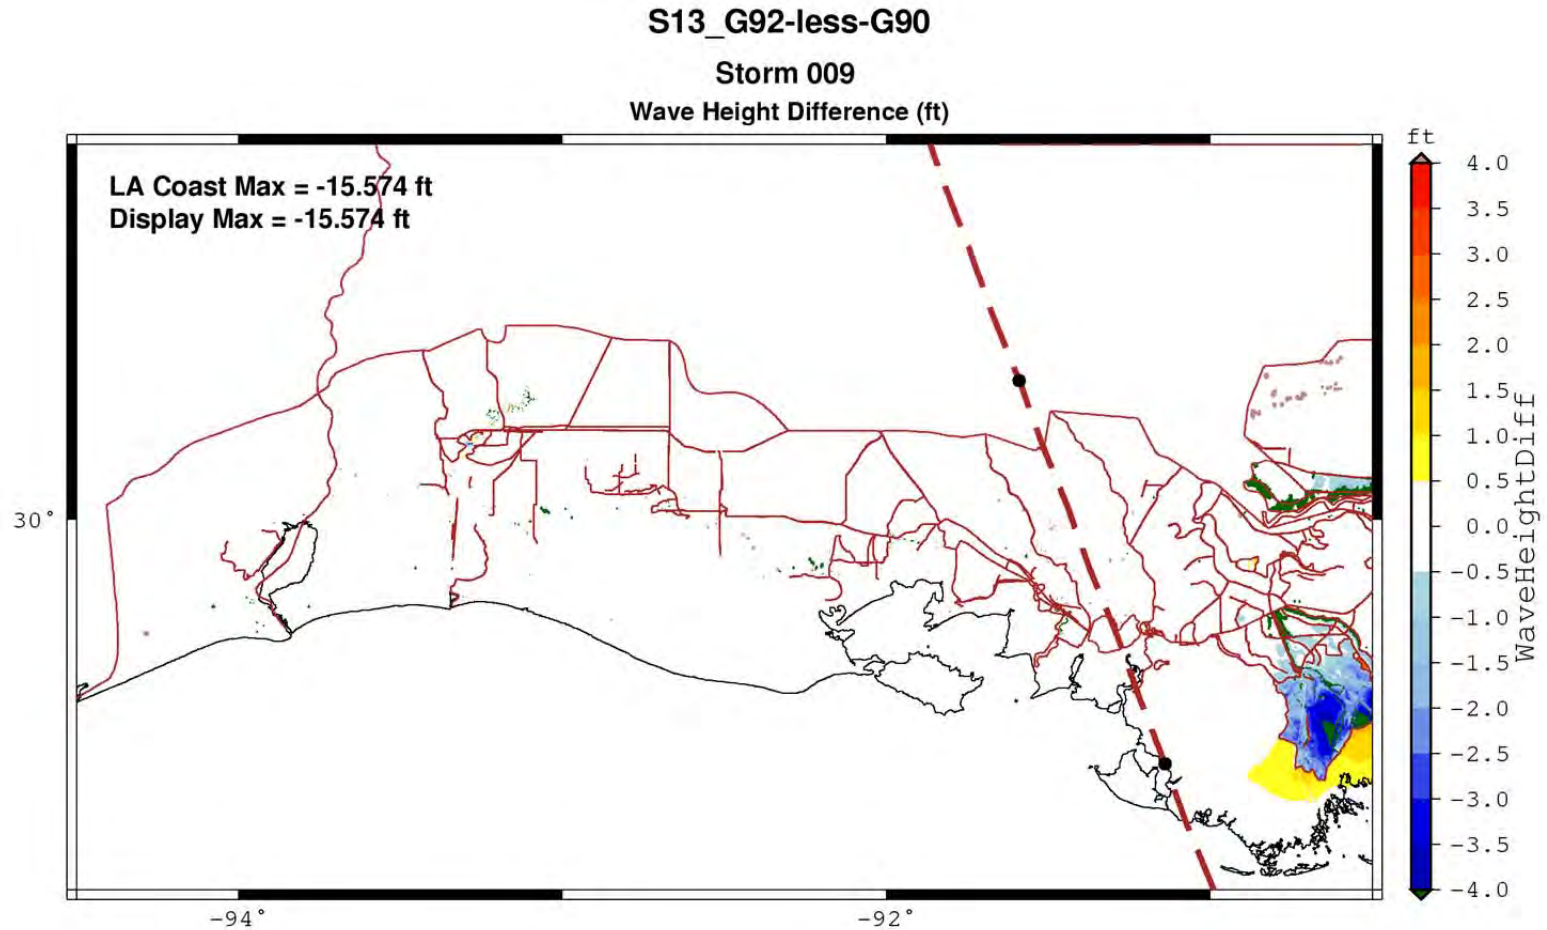 S13_G92-less-G90
Storm 009
Wave Height Difference (ft)
LA Coast Max = -15.574 ft
Display Max = -15.574 ft
ft
4.0
3.5
3.0
2.5
2.0
1.5
1.0
0.5
0.0
-0.5
-1.0
-1.5
-2.0
-2.5
-3.0
-3.5
-4.0
WaveHeightDiff
30°
-94°
-92°